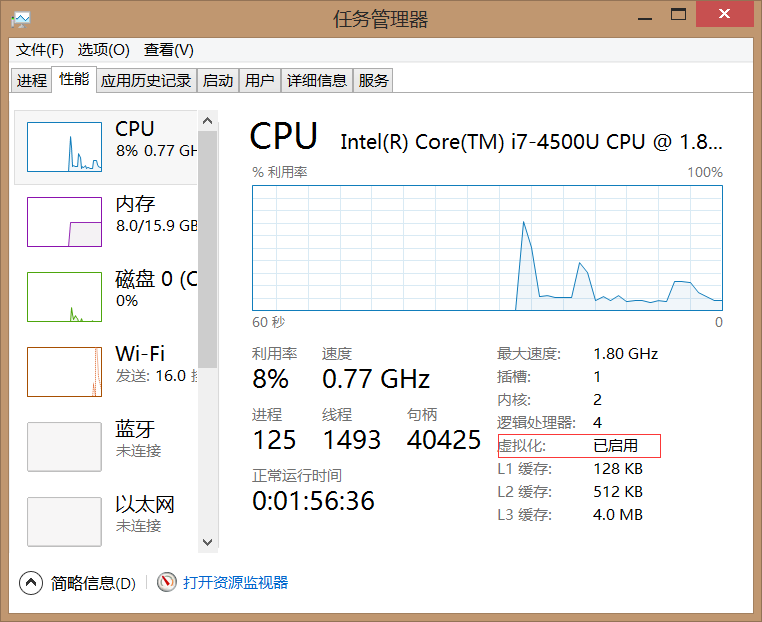 任务管理器
文件(F) 选项(O) 查看(V)
进程 性能 应用历史记录 启动 用户 详细信息 服务
CPU
8% 0.77 GH
内存
8.0/15.9 GB
磁盘 0 (C
0%
Wi-Fi
发送: 16.0
蓝牙
未连接
以太网
未连接
CPU Intel(R) Core(TM) i7-4500U CPU @ 1.8...
% 利用率 100%
60 秒 0
利用率 速度
8% 0.77 GHz
进程 线程 句柄
125 1493 40425
正常运行时间
0:01:56:36
最大速度: 1.80 GHz
插槽: 1
内核: 2
逻辑处理器: 4
虚拟化: 已启用
L1 缓存: 128 KB
L2 缓存: 512 KB
L3 缓存: 4.0 MB
简略信息(D) 打开资源监视器